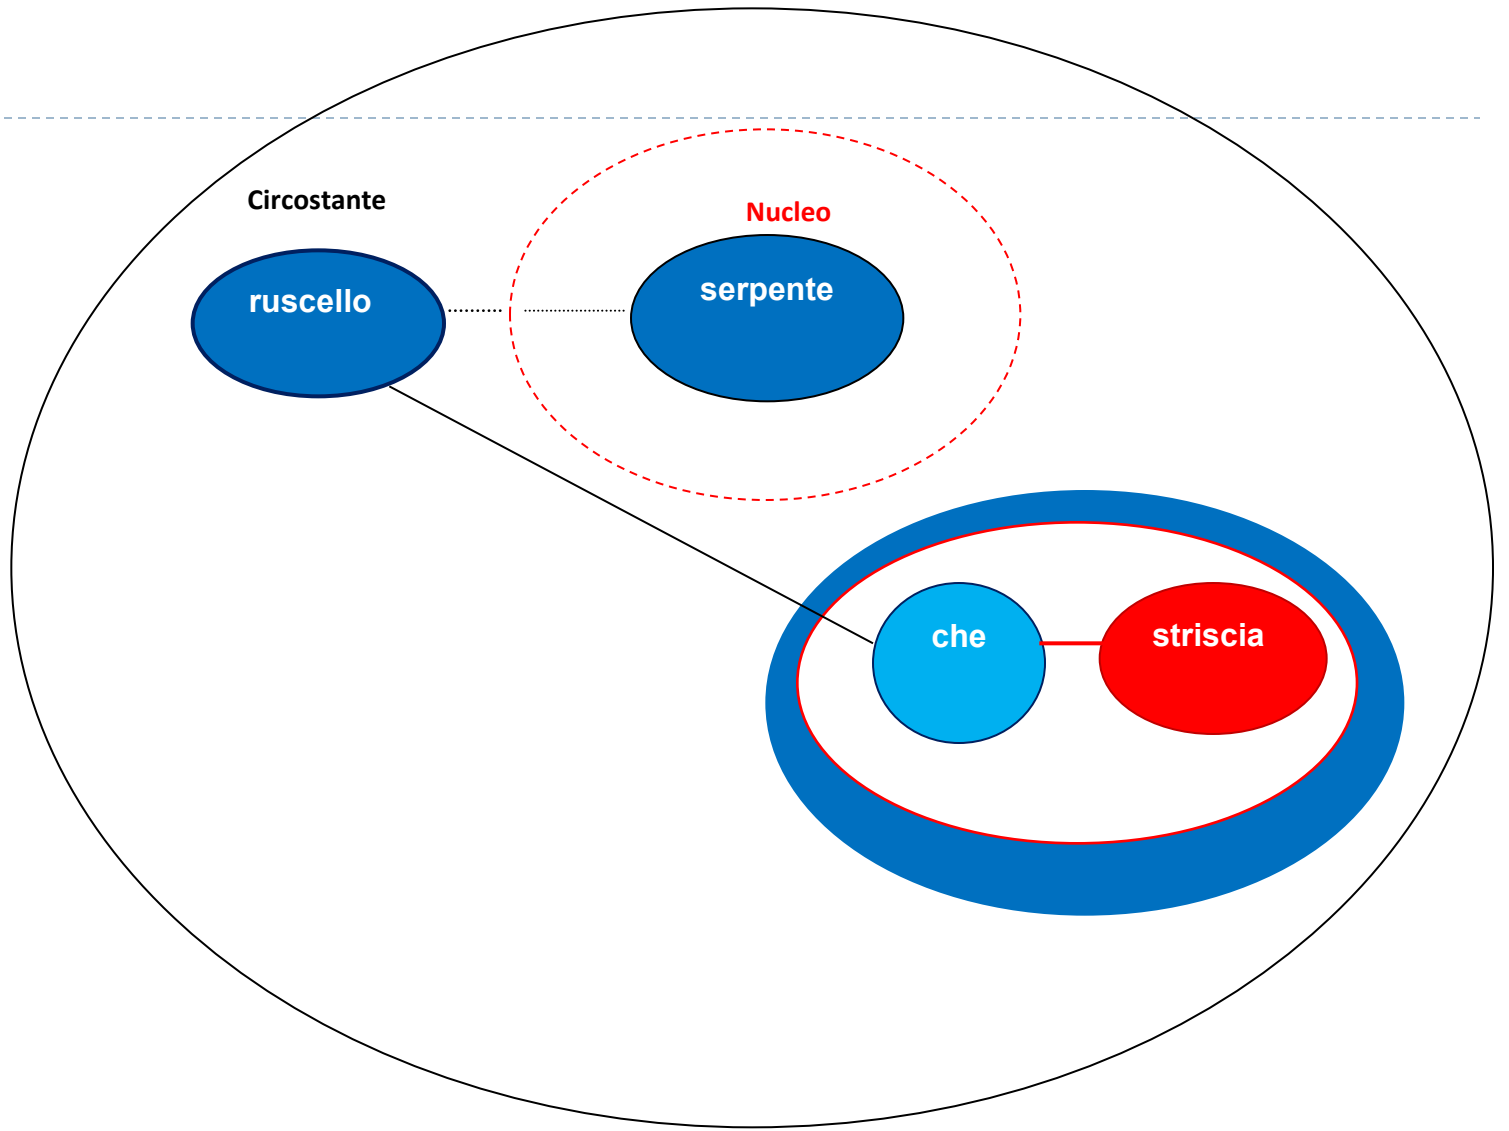 Circostante
Nucleo
ruscello
serpente
che
striscia